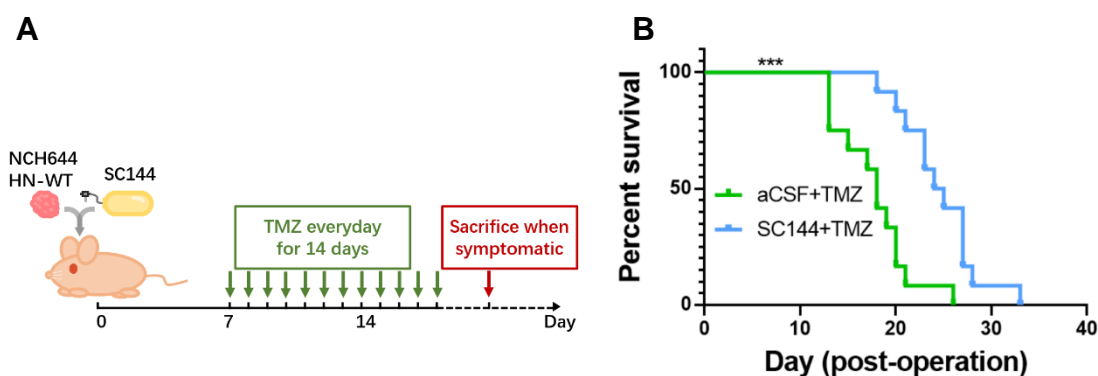 A
NCH644
HN-WT
SC144
TMZ everyday
for 14 days
Sacrifice when
symptomatic
0
7
14
Day
B
***
Percent survival
100
50
0
aCSF+TMZ
SC144+TMZ
0
10
20
30
40
Day (post-operation)